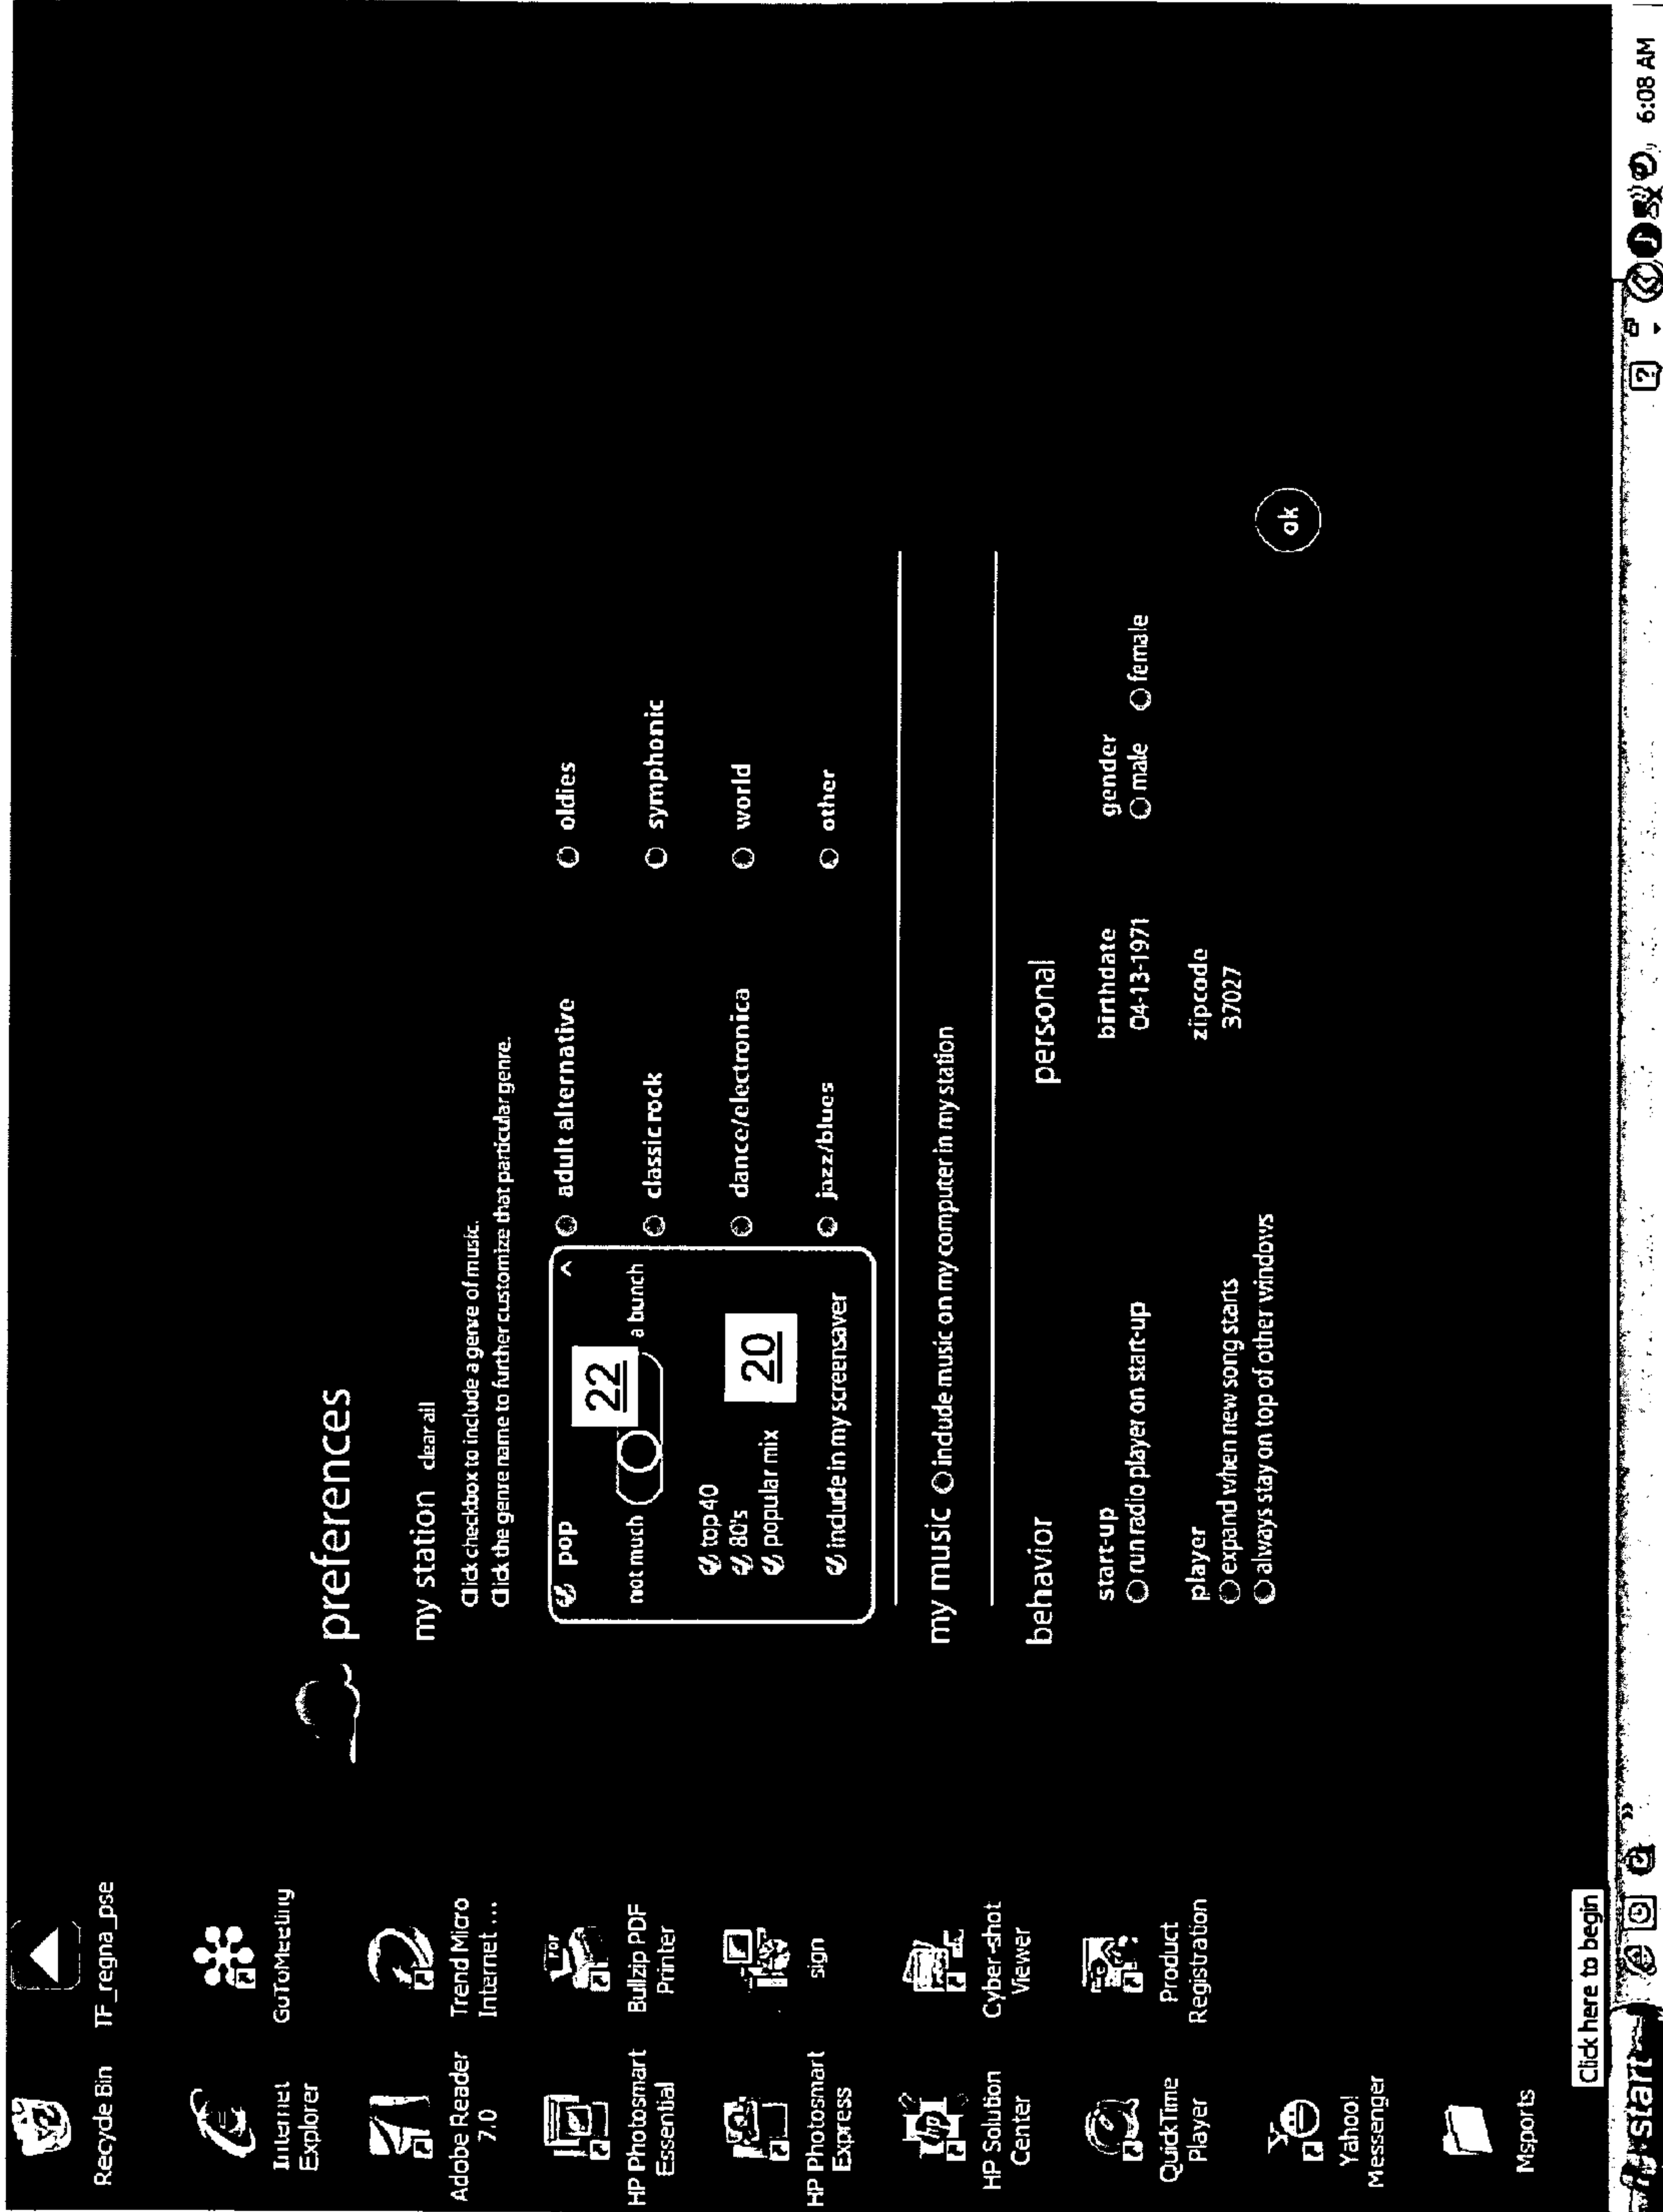 Recycle Bin
TF_regna_pse
Internet
Explorer
GoToMeeting
Adobe Reader
7.0
Trend Micro
Internet ...
HP Photosmart
Essential
Bullzip PDF
Printer
HP Photosmart
Express
sign
HP Solution
Center
Cyber-shot
Viewer
QuickTime
Player
Product
Registration
Yahoo!
Messenger
Msports
preferences
my station clear all
Click checkbox to include a genre of music.
Click the genre name to further customize that particular genre.
pop ^
22
not much a bunch
top 40
80's
popular mix
20
include in my screensaver
adult alternative
classic rock
dance/electronica
jazz/blues
oldies
symphonic
world
other
my music include music on my computer in my station
behavior
start-up
run radio player on start-up
player
expand when new song starts
always stay on top of other windows
personal
birthdate
04-13-1971
zipcode
37027
gender
male female
ok
Click here to begin
start
» ? 6:08 AM